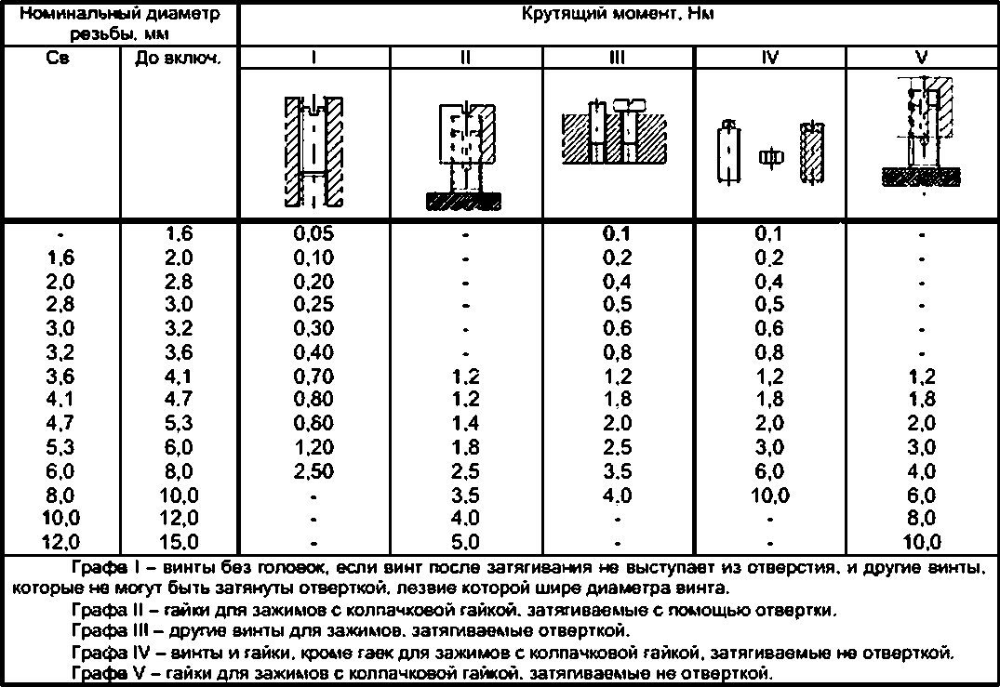 Номинальный диаметр резьбы, мм Крутящий момент, Нм
Св До включ. I II III IV V
- 1.6 0,05 - 0.1 0,1 -
1,6 2.0 0,10 - 0,2 0,2 -
2,0 2.8 0,20 - 0,4 0,4 -
2,8 3.0 0,25 - 0,5 0,5 -
3,0 3.2 0,30 - 0.6 0,6 -
3,2 3.6 0,40 - 0,8 0,8 -
3,6 4,1 0,70 1,2 1,2 1,2 1,2
4,1 4.7 0,80 1,2 1,8 1,8 1,8
4,7 5,3 0,80 1.4 2.0 2,0 2,0
5,3 6,0 1,20 1.8 2.5 3,0 3,0
6,0 8,0 2,50 2,5 3.5 6,0 4,0
8,0 10,0 - 3.5 4.0 10,0 6,0
10,0 12,0 - 4.0 - - 8,0
12,0 15.0 - 5.0 - - 10,0
Графа I – винты без головок, если винт после затягивания не выступает из отверстия, и другие винты,
которые не могут быть затянуты отверткой, лезвие которой шире диаметра винта.
Графа II – гайки для зажимов с колпачковой гайкой, затягиваемые с помощью отвертки.
Графа III – другие винты для зажимов, затягиваемые отверткой.
Графа IV – винты и гайки, кроме гаек для зажимов с колпачковой гайкой, затягиваемые не отверткой.
Графа V – гайки для зажимов с колпачковой гайкой, затягиваемые не отверткой.